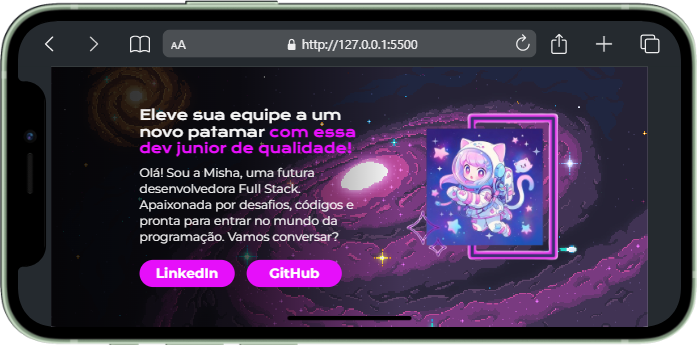 AA
http://127.0.0.1:5500
Eleve sua equipe a um
novo patamar com essa
dev junior de qualidade!
Olá! Sou a Misha, uma futura
desenvolvedora Full Stack.
Apaixonada por desafios, códigos e
pronta para entrar no mundo da
programação. Vamos conversar?
LinkedIn
GitHub